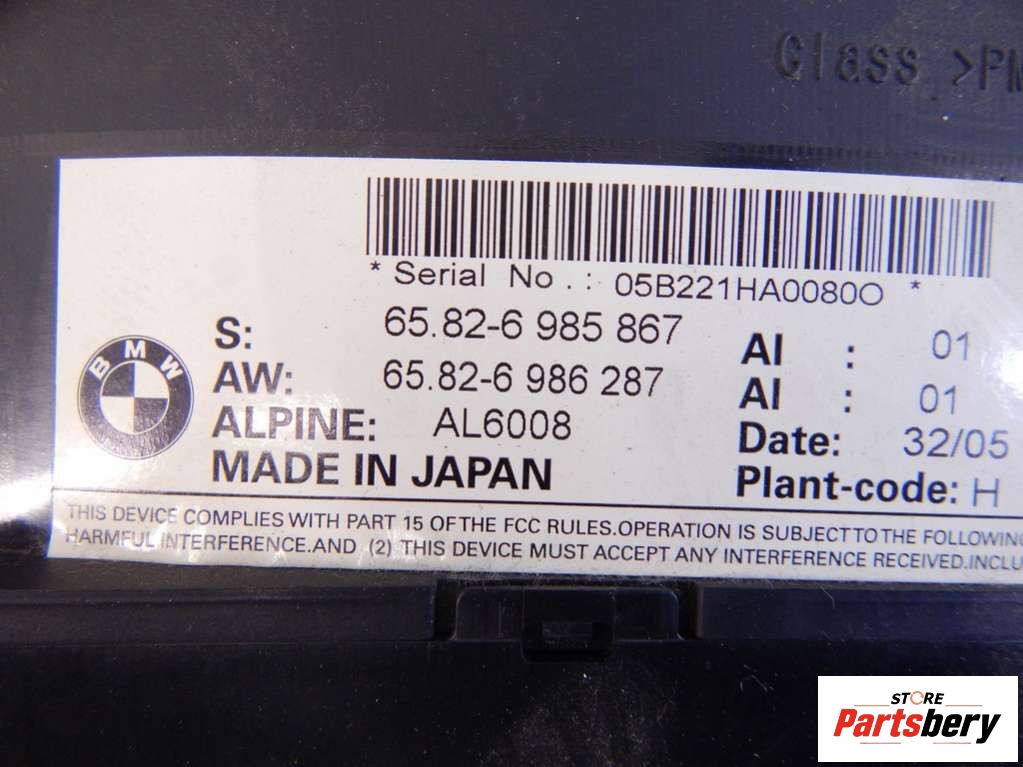 Glass >PM
* Serial No . : 05B221HA0080O *
S: 65.82-6 985 867 AI : 01
AW: 65.82-6 986 287 AI : 01
ALPINE: AL6008 Date: 32/05
MADE IN JAPAN Plant-code: H
BMW
THIS DEVICE COMPLIES WITH PART 15 OF THE FCC RULES.OPERATION IS SUBJECT TO THE FOLLOWING
HARMFUL INTERFERENCE.AND (2) THIS DEVICE MUST ACCEPT ANY INTERFERENCE RECEIVED.INCLU
STORE
Partsbery